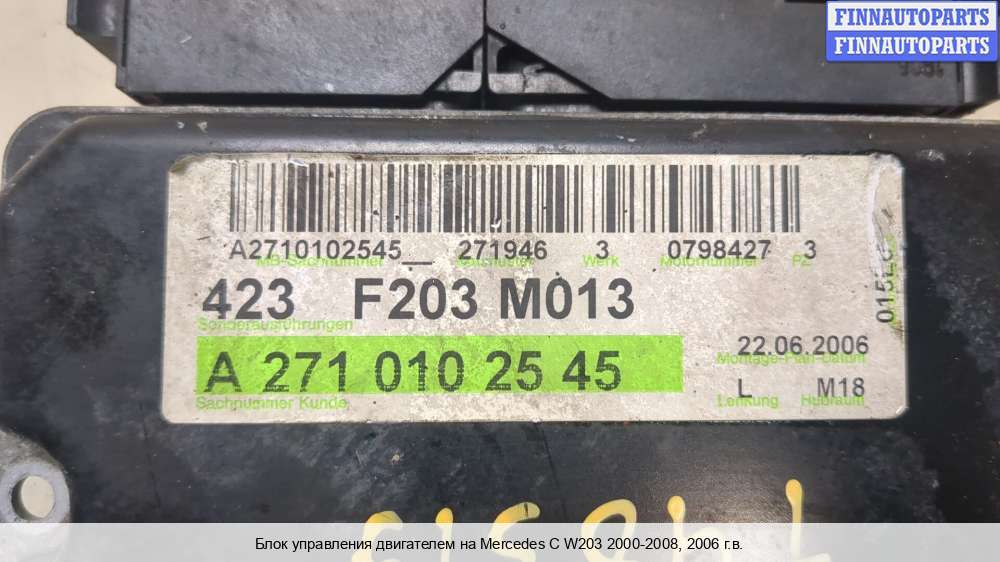 FINNAUTOPARTS
FINNAUTOPARTS
A2710102545__ 271946 3 0798427 3
MB-Sachnummer Werk Motornummer PZ
423 F203 M013
Sonderausführungen
22.06.2006
Montage-Plan-Datum
A 271 010 25 45
L M18
Sachnummer Kunde Lenkung Hubraum
Блок управления двигателем на Mercedes C W203 2000-2008, 2006 г.в.